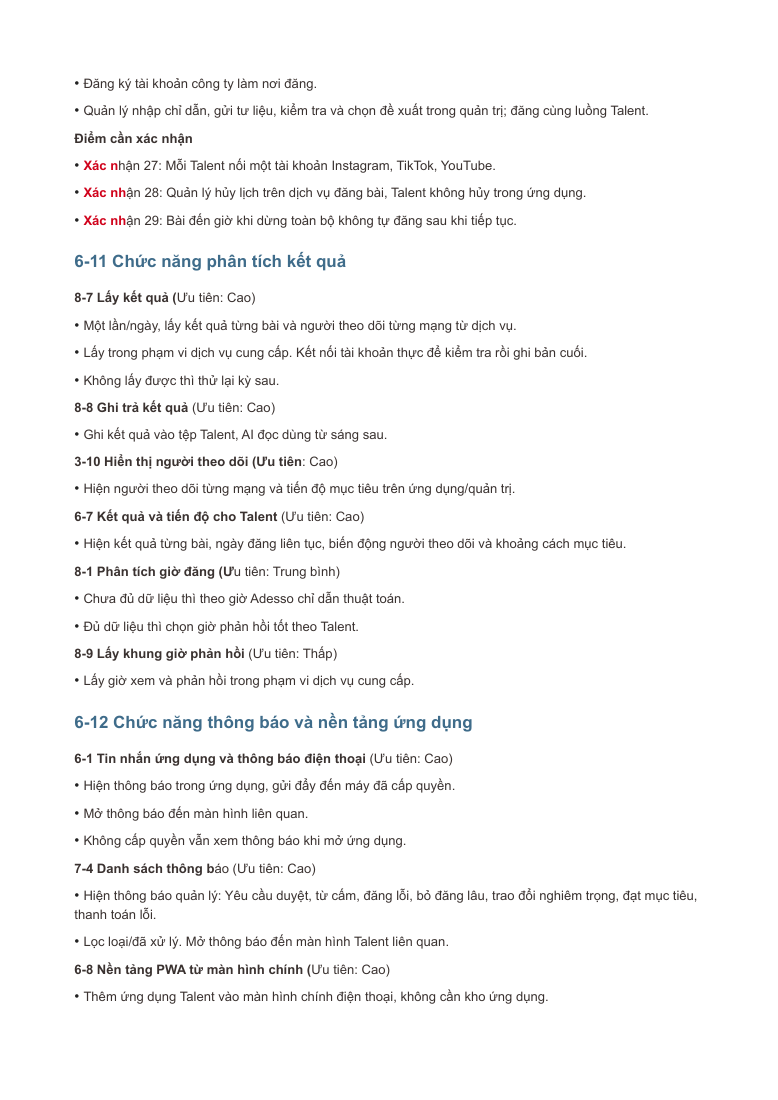 • Đăng ký tài khoản công ty làm nơi đăng.
• Quản lý nhập chỉ dẫn, gửi tư liệu, kiểm tra và chọn đề xuất trong quản trị; đăng cùng luồng Talent.
Điểm cần xác nhận
• Xác nhận 27: Mỗi Talent nối một tài khoản Instagram, TikTok, YouTube.
• Xác nhận 28: Quản lý hủy lịch trên dịch vụ đăng bài, Talent không hủy trong ứng dụng.
• Xác nhận 29: Bài đến giờ khi dừng toàn bộ không tự đăng sau khi tiếp tục.
6-11 Chức năng phân tích kết quả
8-7 Lấy kết quả (Ưu tiên: Cao)
• Một lần/ngày, lấy kết quả từng bài và người theo dõi từng mạng từ dịch vụ.
• Lấy trong phạm vi dịch vụ cung cấp. Kết nối tài khoản thực để kiểm tra rồi ghi bản cuối.
• Không lấy được thì thử lại kỳ sau.
8-8 Ghi trả kết quả (Ưu tiên: Cao)
• Ghi kết quả vào tệp Talent, AI đọc dùng từ sáng sau.
3-10 Hiển thị người theo dõi (Ưu tiên: Cao)
• Hiện người theo dõi từng mạng và tiến độ mục tiêu trên ứng dụng/quản trị.
6-7 Kết quả và tiến độ cho Talent (Ưu tiên: Cao)
• Hiện kết quả từng bài, ngày đăng liên tục, biến động người theo dõi và khoảng cách mục tiêu.
8-1 Phân tích giờ đăng (Ưu tiên: Trung bình)
• Chưa đủ dữ liệu thì theo giờ Adesso chỉ dẫn thuật toán.
• Đủ dữ liệu thì chọn giờ phản hồi tốt theo Talent.
8-9 Lấy khung giờ phản hồi (Ưu tiên: Thấp)
• Lấy giờ xem và phản hồi trong phạm vi dịch vụ cung cấp.
6-12 Chức năng thông báo và nền tảng ứng dụng
6-1 Tin nhắn ứng dụng và thông báo điện thoại (Ưu tiên: Cao)
• Hiện thông báo trong ứng dụng, gửi đẩy đến máy đã cấp quyền.
• Mở thông báo đến màn hình liên quan.
• Không cấp quyền vẫn xem thông báo khi mở ứng dụng.
7-4 Danh sách thông báo (Ưu tiên: Cao)
• Hiện thông báo quản lý: Yêu cầu duyệt, từ cấm, đăng lỗi, bỏ đăng lâu, trao đổi nghiêm trọng, đạt mục tiêu,
thanh toán lỗi.
• Lọc loại/đã xử lý. Mở thông báo đến màn hình Talent liên quan.
6-8 Nền tảng PWA từ màn hình chính (Ưu tiên: Cao)
• Thêm ứng dụng Talent vào màn hình chính điện thoại, không cần kho ứng dụng.